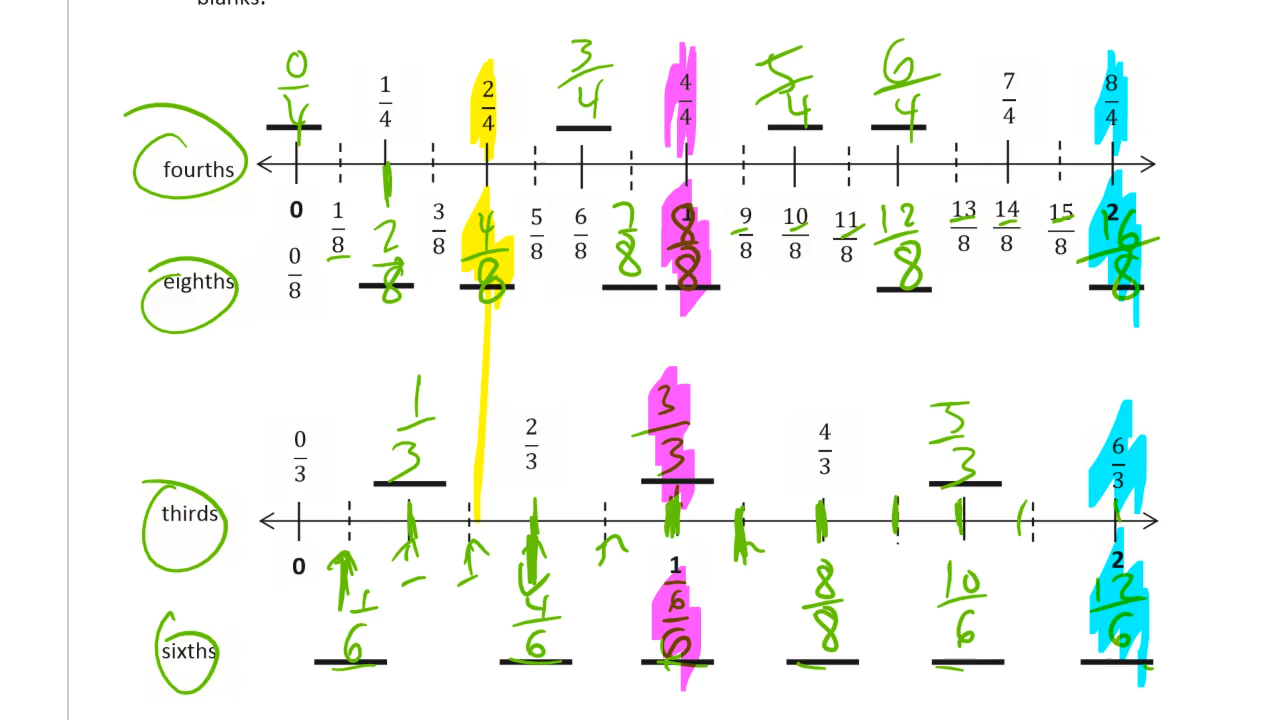 blanks.
0/4 1/4 2/4 3/4 4/4 5/4 6/4 7/4 8/4
fourths
0 1 2
0/8 1/8 2/8 3/8 4/8 5/8 6/8 7/8 8/8 9/8 10/8 11/8 12/8 13/8 14/8 15/8 16/8
eighths
0/3 1/3 2/3 3/3 4/3 5/3 6/3
thirds
0 1 2
1/6 4/6 6/6 8/8 10/6 12/6
sixths